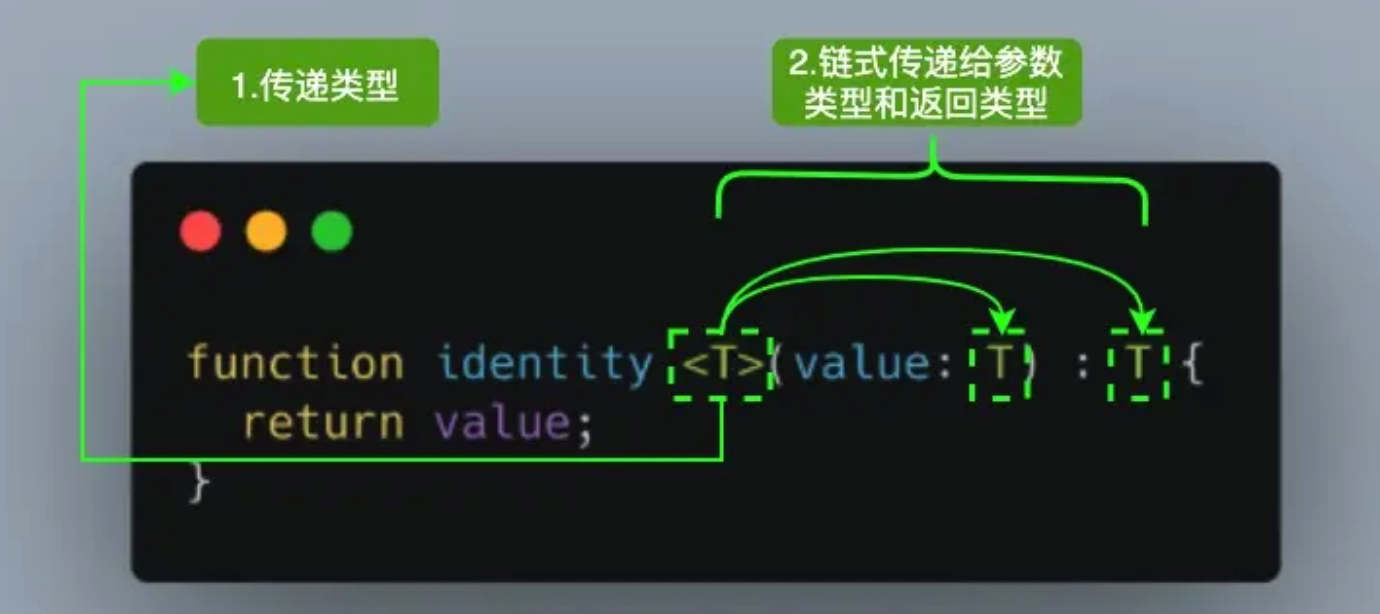 1.传递类型
2.链式传递给参数
类型和返回类型
function identity <T>(value: T) : T {
  return value;
}